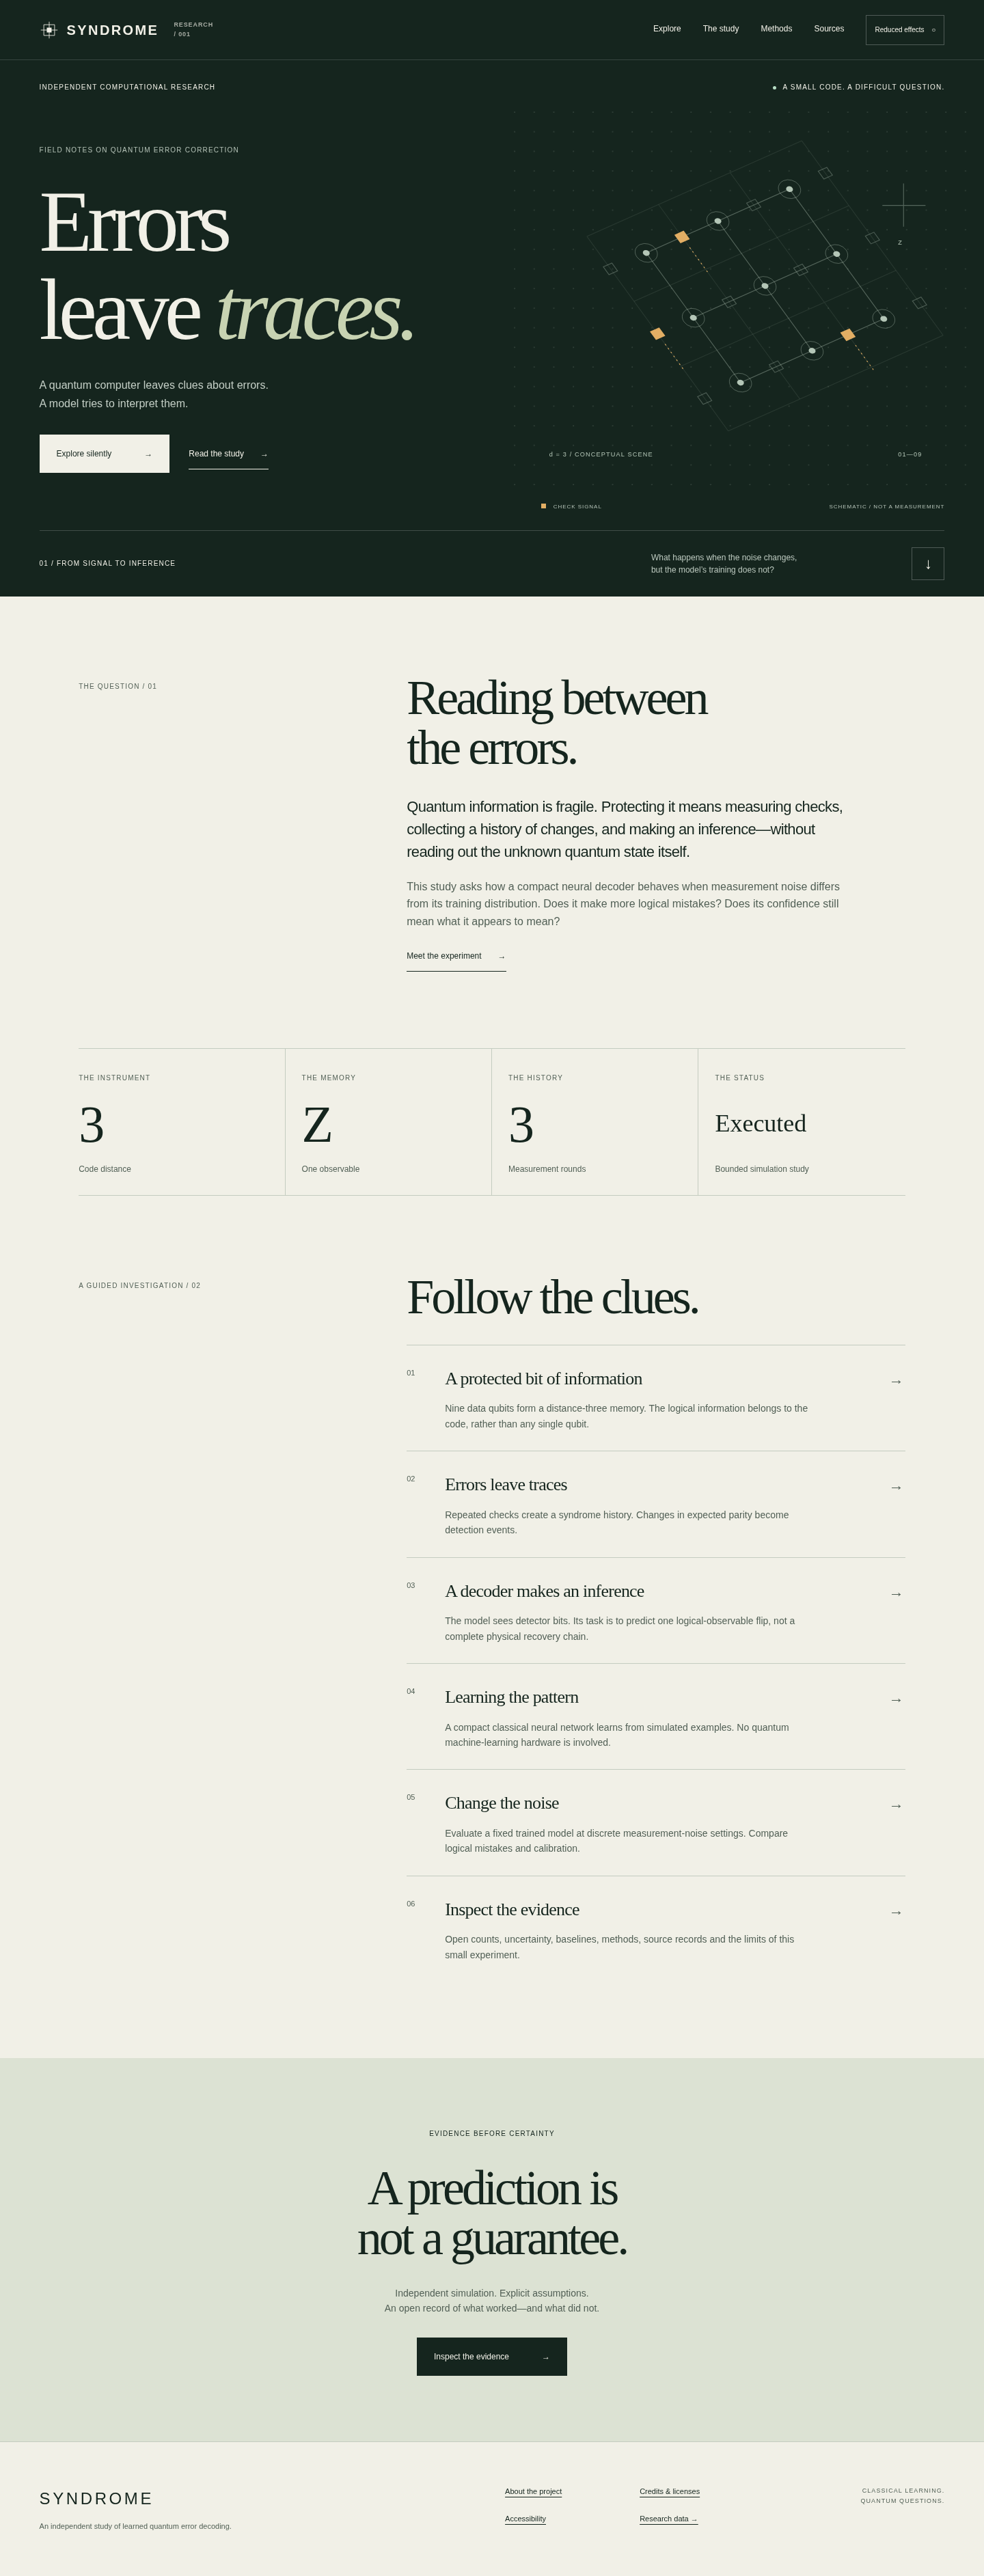 SYNDROME
RESEARCH
/ 001
Explore
The study
Methods
Sources
Reduced effects
INDEPENDENT COMPUTATIONAL RESEARCH
A SMALL CODE. A DIFFICULT QUESTION.
FIELD NOTES ON QUANTUM ERROR CORRECTION
Errors
leave traces.
A quantum computer leaves clues about errors.
A model tries to interpret them.
Explore silently →
Read the study →
Z
d = 3 / CONCEPTUAL SCENE
01—09
CHECK SIGNAL
SCHEMATIC / NOT A MEASUREMENT
01 / FROM SIGNAL TO INFERENCE
What happens when the noise changes,
but the model's training does not?
↓
THE QUESTION / 01
Reading between
the errors.
Quantum information is fragile. Protecting it means measuring checks,
collecting a history of changes, and making an inference—without
reading out the unknown quantum state itself.
This study asks how a compact neural decoder behaves when measurement noise differs
from its training distribution. Does it make more logical mistakes? Does its confidence still
mean what it appears to mean?
Meet the experiment →
THE INSTRUMENT
3
Code distance
THE MEMORY
Z
One observable
THE HISTORY
3
Measurement rounds
THE STATUS
Executed
Bounded simulation study
A GUIDED INVESTIGATION / 02
Follow the clues.
01
A protected bit of information →
Nine data qubits form a distance-three memory. The logical information belongs to the
code, rather than any single qubit.
02
Errors leave traces →
Repeated checks create a syndrome history. Changes in expected parity become
detection events.
03
A decoder makes an inference →
The model sees detector bits. Its task is to predict one logical-observable flip, not a
complete physical recovery chain.
04
Learning the pattern →
A compact classical neural network learns from simulated examples. No quantum
machine-learning hardware is involved.
05
Change the noise →
Evaluate a fixed trained model at discrete measurement-noise settings. Compare
logical mistakes and calibration.
06
Inspect the evidence →
Open counts, uncertainty, baselines, methods, source records and the limits of this
small experiment.
EVIDENCE BEFORE CERTAINTY
A prediction is
not a guarantee.
Independent simulation. Explicit assumptions.
An open record of what worked—and what did not.
Inspect the evidence →
SYNDROME
An independent study of learned quantum error decoding.
About the project
Credits & licenses
Accessibility
Research data →
CLASSICAL LEARNING.
QUANTUM QUESTIONS.